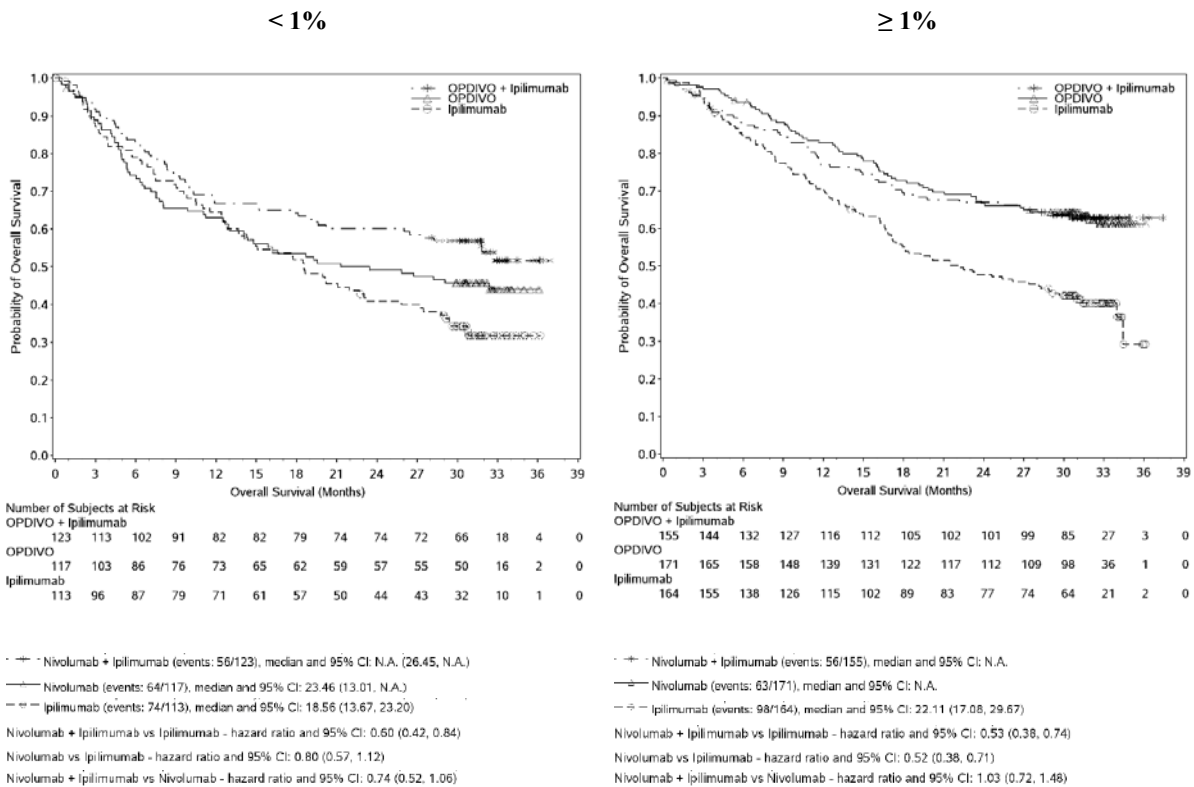 < 1%
1.0
0.9
0.8
0.7
0.6
0.5
0.4
0.3
0.2
0.1
0.0
Probability of Overall Survival
OPDIVO + Ipilimumab
OPDIVO
Ipilimumab
0 3 6 9 12 15 18 21 24 27 30 33 36 39
Overall Survival (Months)
Number of Subjects at Risk
OPDIVO + Ipilimumab
123 113 102 91 82 82 79 74 74 72 66 18 4 0
OPDIVO
117 103 86 76 73 65 62 59 57 55 50 16 2 0
Ipilimumab
113 96 87 79 71 61 57 50 44 43 32 10 1 0
Nivolumab + Ipilimumab (events: 56/123), median and 95% CI: N.A. (26.45, N.A.)
Nivolumab (events: 64/117), median and 95% CI: 23.46 (13.01, N.A.)
Ipilimumab (events: 74/113), median and 95% CI: 18.56 (13.67, 23.20)
Nivolumab + Ipilimumab vs Ipilimumab - hazard ratio and 95% CI: 0.60 (0.42, 0.84)
Nivolumab vs Ipilimumab - hazard ratio and 95% CI: 0.80 (0.57, 1.12)
Nivolumab + Ipilimumab vs Nivolumab - hazard ratio and 95% CI: 0.74 (0.52, 1.06)
≥ 1%
1.0
0.9
0.8
0.7
0.6
0.5
0.4
0.3
0.2
0.1
0.0
Probability of Overall Survival
OPDIVO + Ipilimumab
OPDIVO
Ipilimumab
0 3 6 9 12 15 18 21 24 27 30 33 36 39
Overall Survival (Months)
Number of Subjects at Risk
OPDIVO + Ipilimumab
155 144 132 127 116 112 105 102 101 99 85 27 3 0
OPDIVO
171 165 158 148 139 131 122 117 112 109 98 36 1 0
Ipilimumab
164 155 138 126 115 102 89 83 77 74 64 21 2 0
Nivolumab + Ipilimumab (events: 56/155), median and 95% CI: N.A.
Nivolumab (events: 63/171), median and 95% CI: N.A.
Ipilimumab (events: 98/164), median and 95% CI: 22.11 (17.08, 29.67)
Nivolumab + Ipilimumab vs Ipilimumab - hazard ratio and 95% CI: 0.53 (0.38, 0.74)
Nivolumab vs Ipilimumab - hazard ratio and 95% CI: 0.52 (0.38, 0.71)
Nivolumab + Ipilimumab vs Nivolumab - hazard ratio and 95% CI: 1.03 (0.72, 1.48)